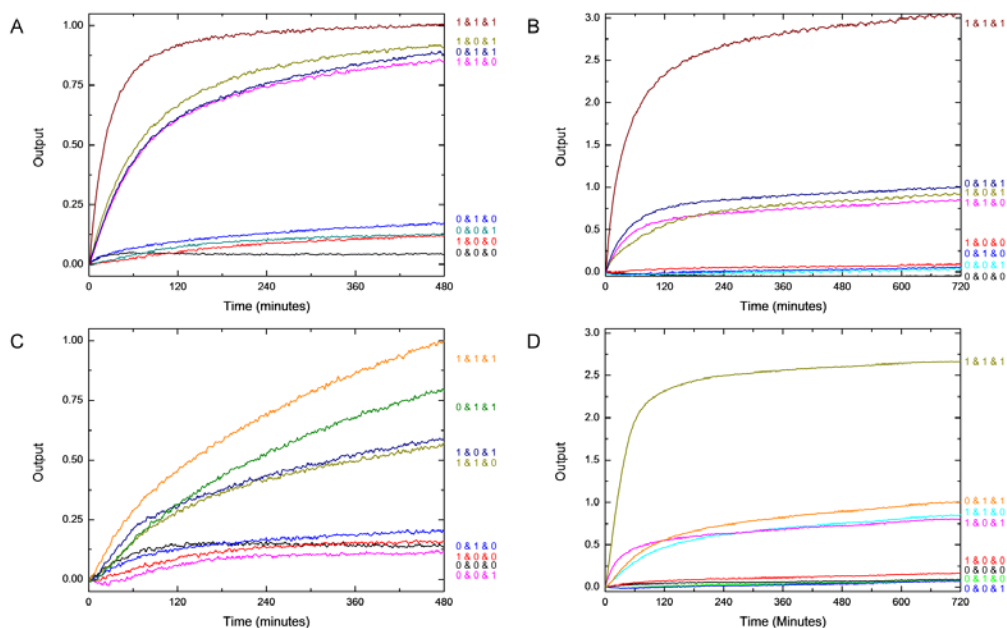 A
1.00
0.75
0.50
0.25
0.00
Output
0 120 240 360 480
Time (minutes)
1 & 1 & 1
1 & 0 & 1
0 & 1 & 1
1 & 1 & 0
0 & 1 & 0
0 & 0 & 1
1 & 0 & 0
0 & 0 & 0
B
3.0
2.5
2.0
1.5
1.0
0.5
0.0
Output
0 120 240 360 480 600 720
Time (minutes)
1 & 1 & 1
0 & 1 & 1
1 & 0 & 1
1 & 1 & 0
1 & 0 & 0
0 & 1 & 0
0 & 0 & 1
0 & 0 & 0
C
1.00
0.75
0.50
0.25
0.00
Output
0 120 240 360 480
Time (minutes)
1 & 1 & 1
0 & 1 & 1
1 & 0 & 1
1 & 1 & 0
0 & 1 & 0
1 & 0 & 0
0 & 0 & 0
0 & 0 & 1
D
3.0
2.5
2.0
1.5
1.0
0.5
0.0
Output
0 120 240 360 480 600 720
Time (Minutes)
1 & 1 & 1
0 & 1 & 1
1 & 1 & 0
1 & 0 & 1
1 & 0 & 0
0 & 0 & 0
0 & 1 & 0
0 & 0 & 1